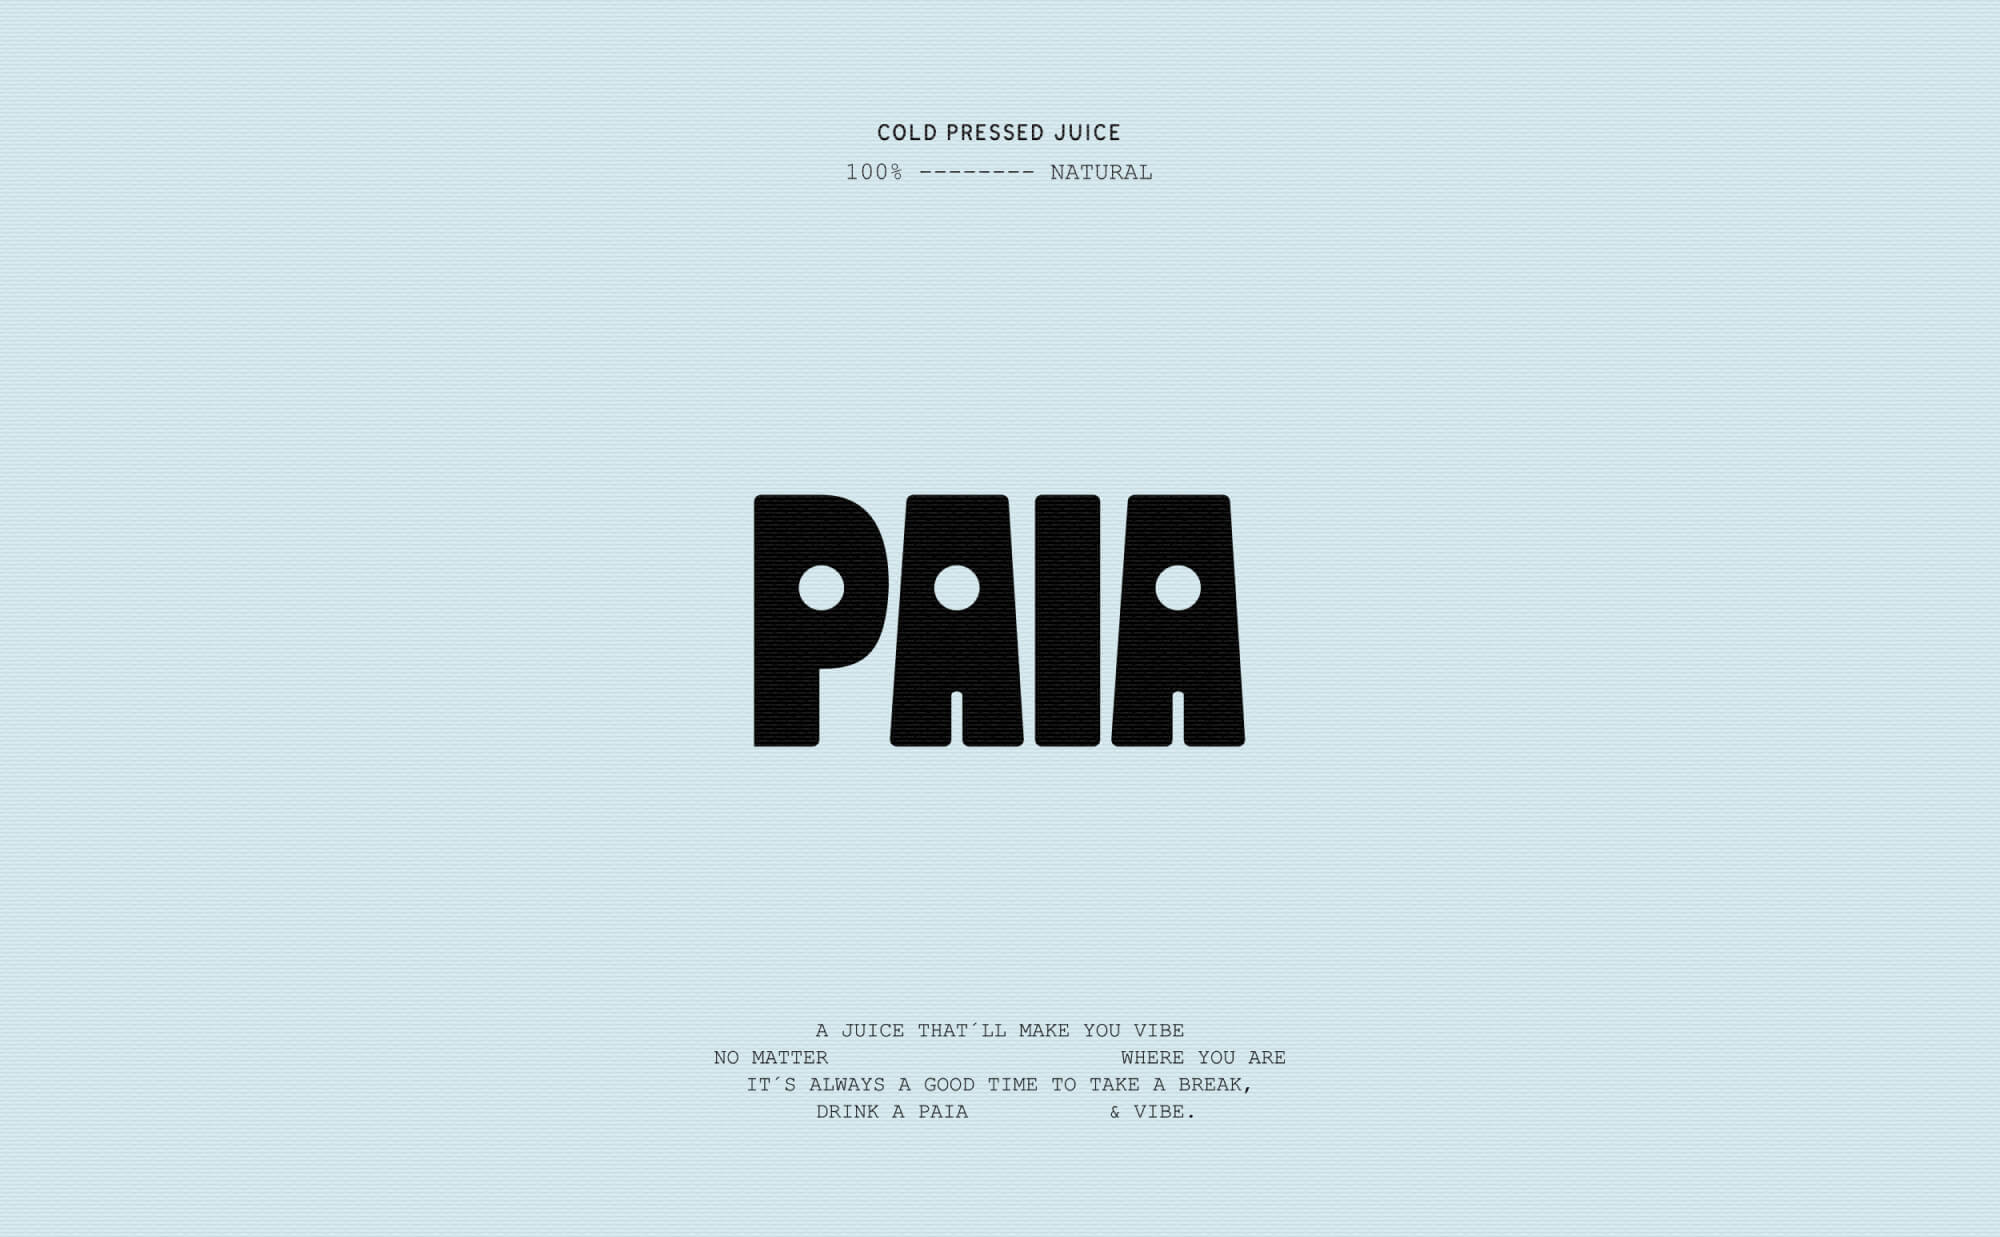 COLD PRESSED JUICE
100% -------- NATURAL
PAIA
A JUICE THAT´LL MAKE YOU VIBE
NO MATTER WHERE YOU ARE
IT´S ALWAYS A GOOD TIME TO TAKE A BREAK,
DRINK A PAIA & VIBE.